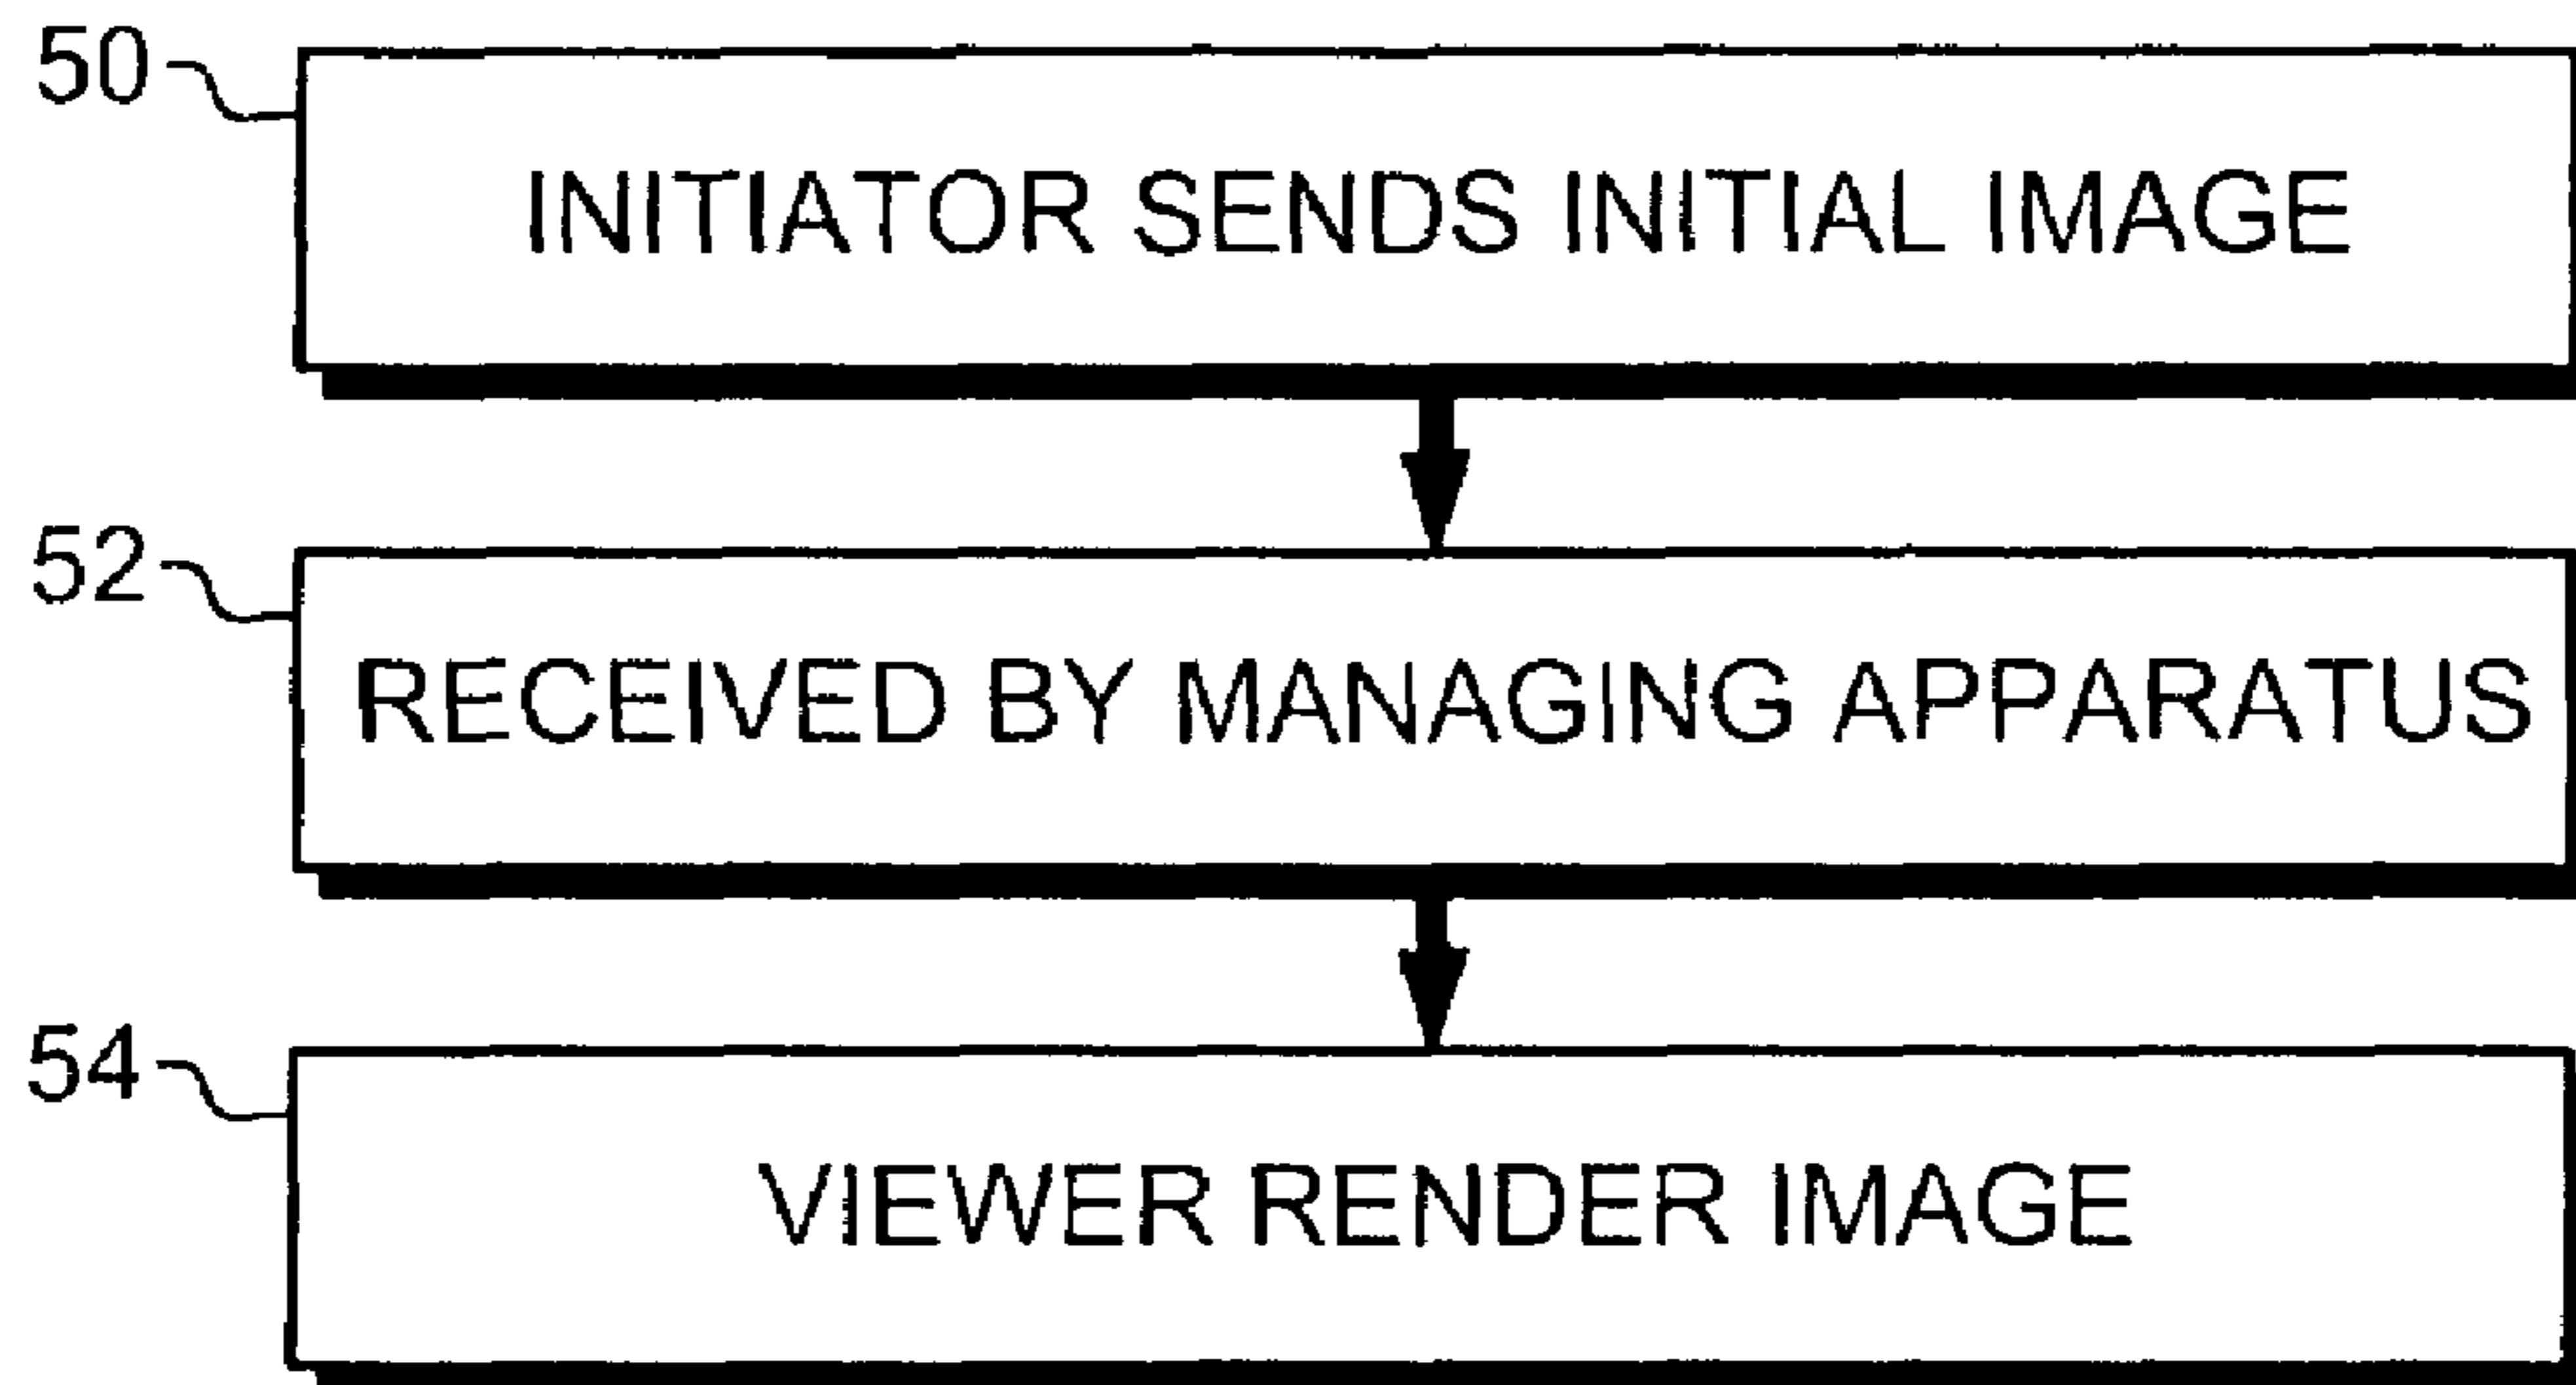 50
INITIATOR SENDS INITIAL IMAGE
52
RECEIVED BY MANAGING APPARATUS
54
VIEWER RENDER IMAGE